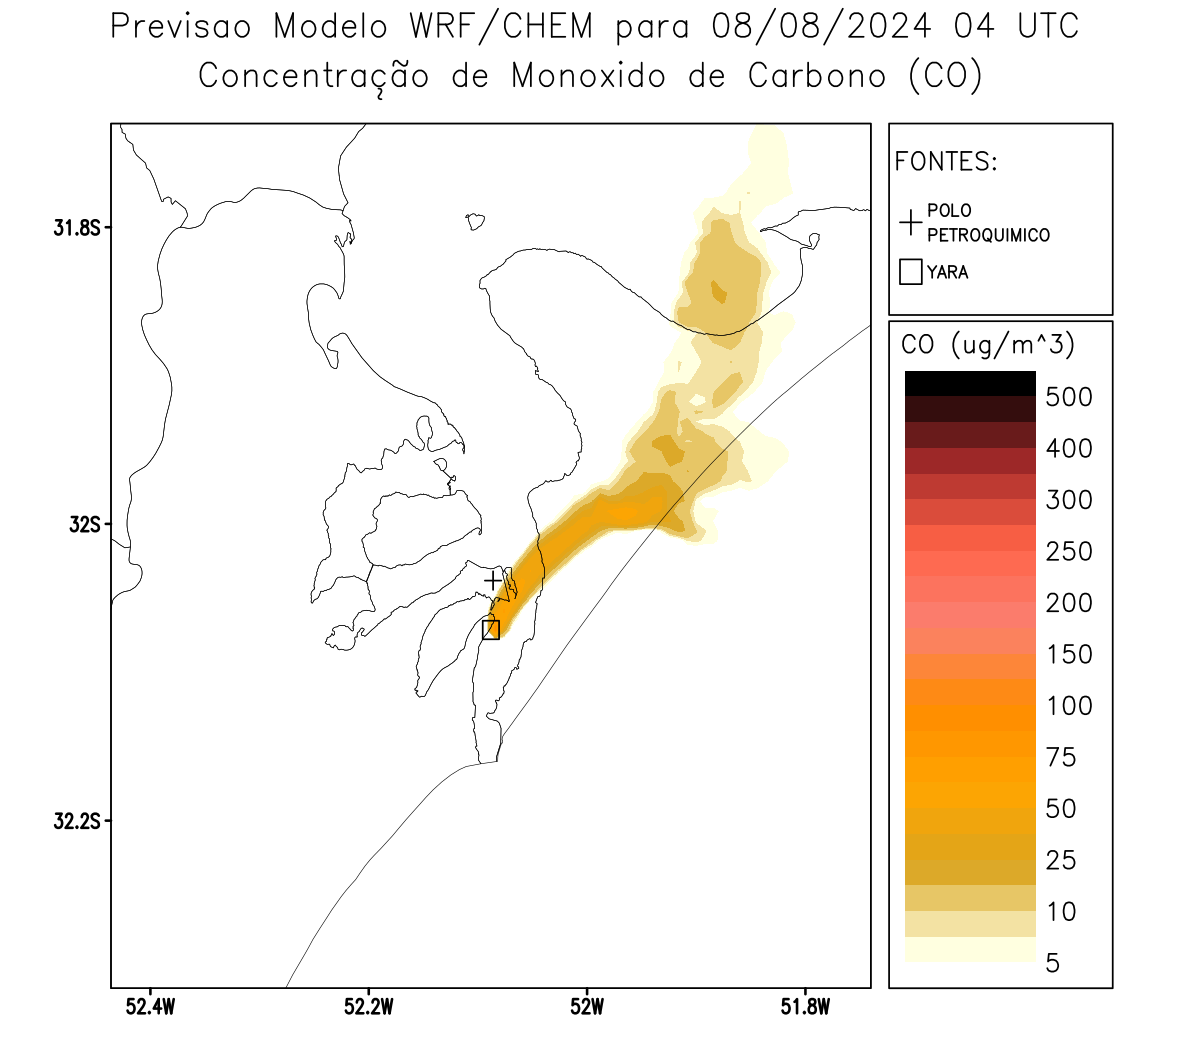 Previsao Modelo WRF/CHEM para 08/08/2024 04 UTC
Concentração de Monoxido de Carbono (CO)
FONTES:
POLO
PETROQUIMICO
YARA
CO (ug/m^3)
500
400
300
250
200
150
100
75
50
25
10
5
31.8S
32S
32.2S
52.4W
52.2W
52W
51.8W